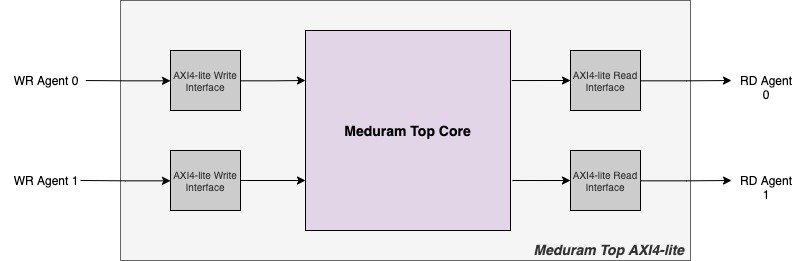 WR Agent 0
AXI4-lite Write
Interface
AXI4-lite Read
Interface
RD Agent
0
Meduram Top Core
WR Agent 1
AXI4-lite Write
Interface
AXI4-lite Read
Interface
RD Agent
1
Meduram Top AXI4-lite